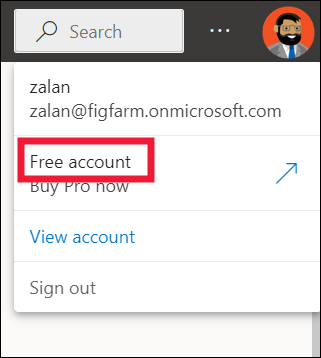 Search
zalan
zalan@figfarm.onmicrosoft.com
Free account
Buy Pro now
View account
Sign out